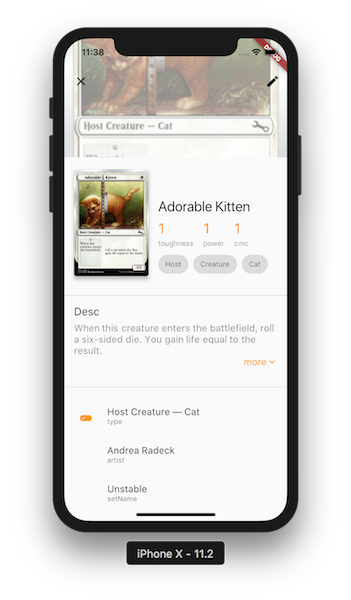 11:38
DEBUG
Host Creature — Cat
Adorable Kitten
Host Creature — Cat
Adorable Kitten
1 1 1
toughness power cmc
Host Creature Cat
Desc
When this creature enters the battlefield, roll
a six-sided die. You gain life equal to the
result.
more
Host Creature — Cat
type
Andrea Radeck
artist
Unstable
setName
iPhone X - 11.2